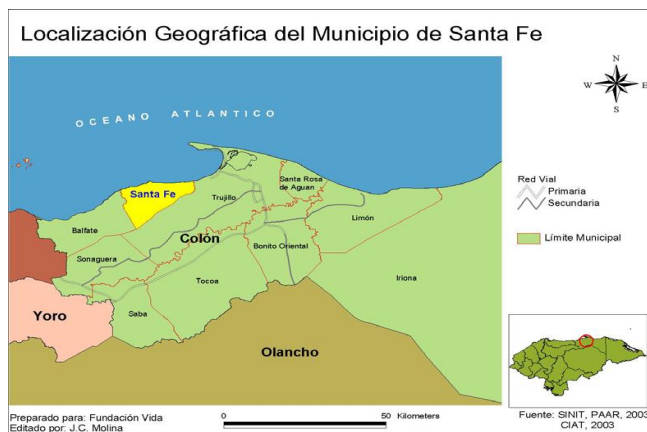 Localización Geográfica del Municipio de Santa Fe
OCEANO ATLANTICO
N
W E
S
Santa Fe
Santa Rosa
de Aguan
Trujillo
Balfate
Limón
Colón
Sonaguera
Bonito Oriental
Iriona
Tocoa
Saba
Yoro
Olancho
Red Vial
Primaria
Secundaria
Límite Municipal
Preparado para: Fundación Vida
Editado por: J.C. Molina
0 50 Kilometers
Fuente: SINIT, PAAR, 2003
CIAT, 2003